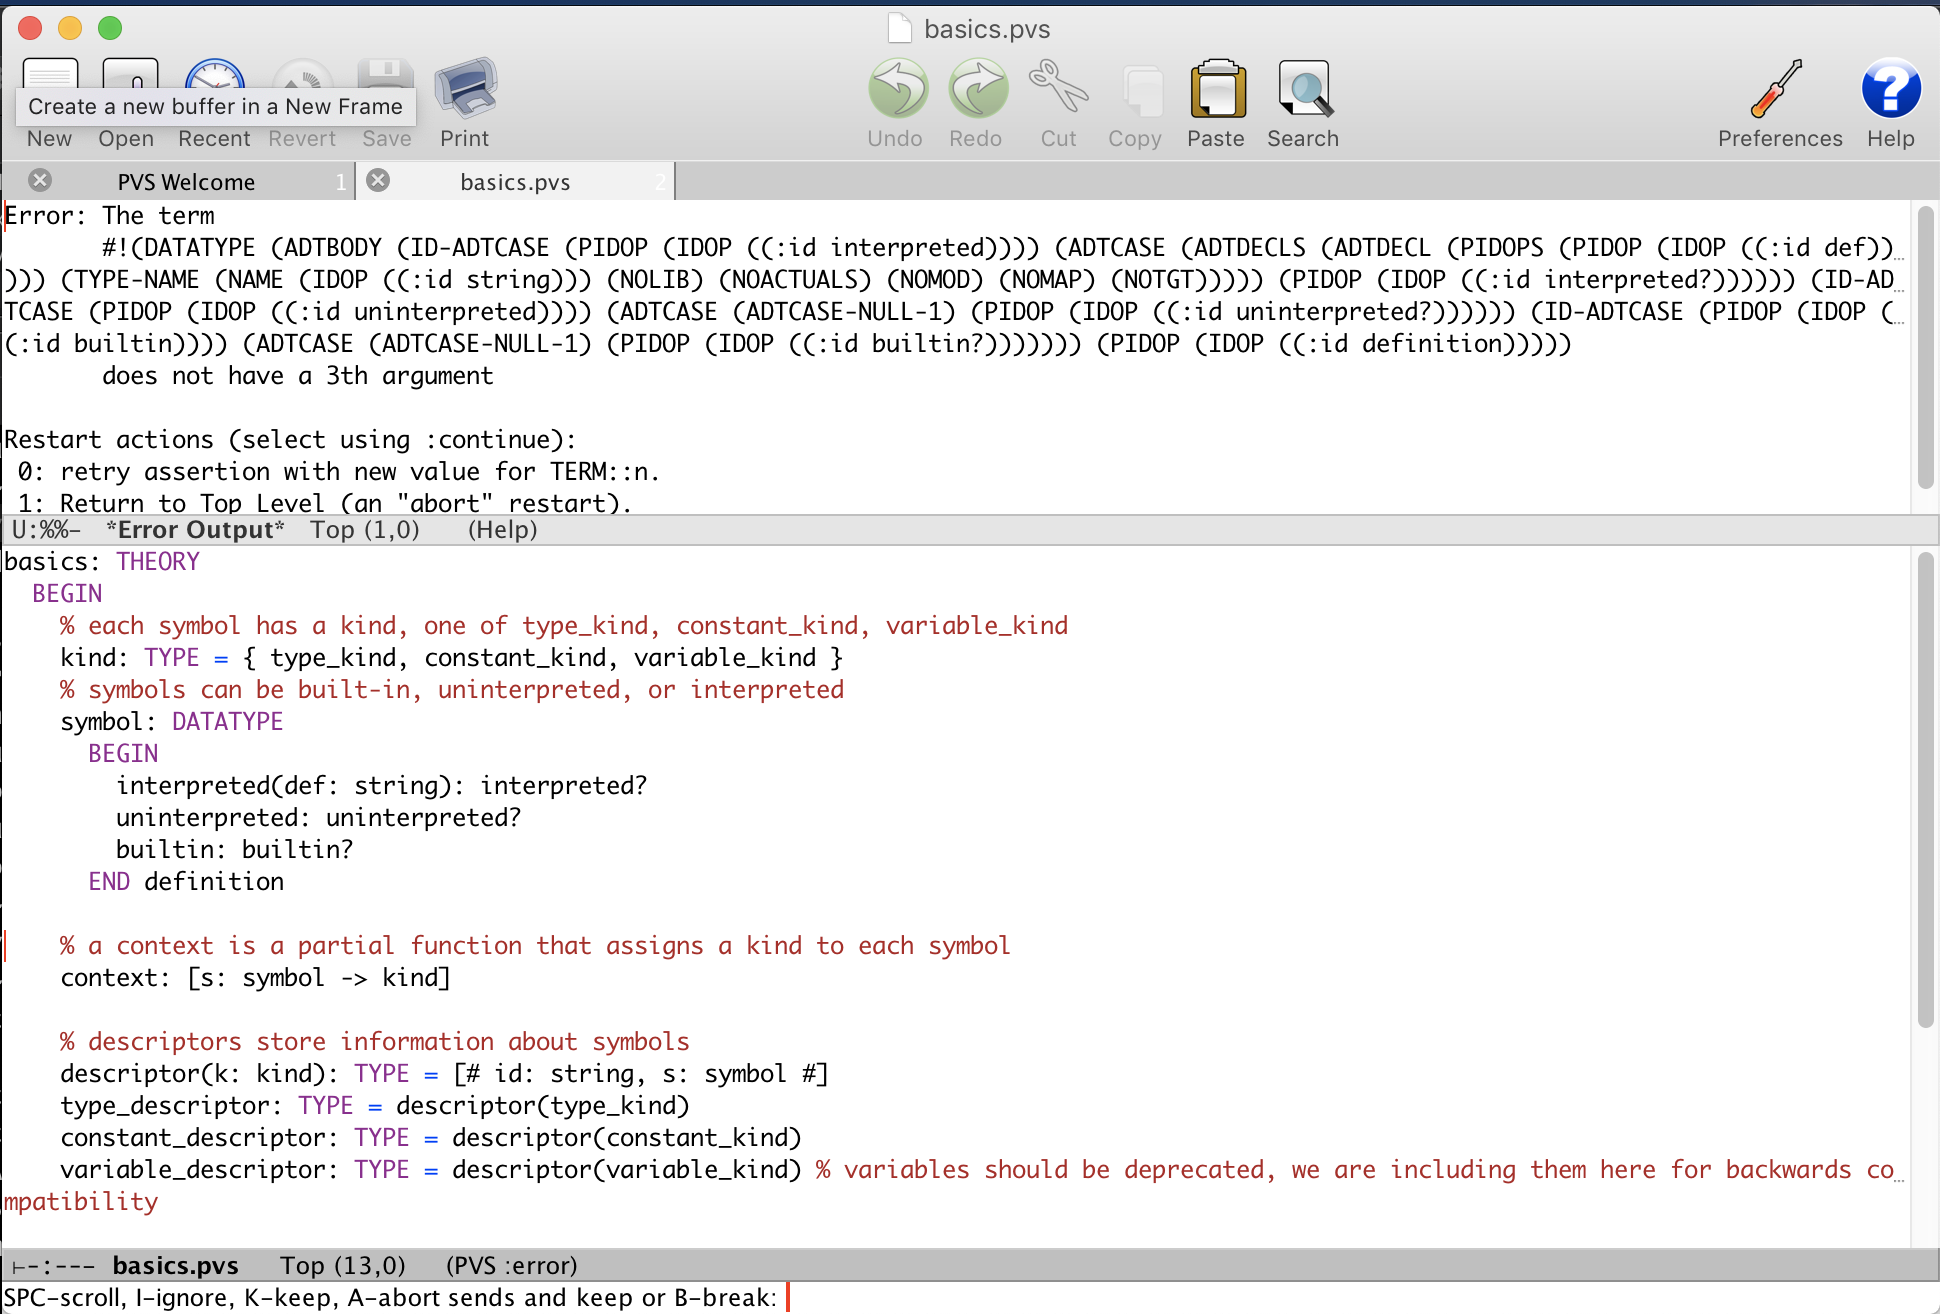 basics.pvs
Create a new buffer in a New Frame
New Open Recent Revert Save Print Undo Redo Cut Copy Paste Search Preferences Help
PVS Welcome 1 basics.pvs 2
Error: The term
#!(DATATYPE (ADTBODY (ID-ADTCASE (PIDOP (IDOP ((:id interpreted)))) (ADTCASE (ADTDECLS (ADTDECL (PIDOPS (PIDOP (IDOP ((:id def))
))) (TYPE-NAME (NAME (IDOP ((:id string))) (NOLIB) (NOACTUALS) (NOMOD) (NOMAP) (NOTGT))))) (PIDOP (IDOP ((:id interpreted?)))))) (ID-AD
TCASE (PIDOP (IDOP ((:id uninterpreted)))) (ADTCASE (ADTCASE-NULL-1) (PIDOP (IDOP ((:id uninterpreted?)))))) (ID-ADTCASE (PIDOP (IDOP (
(:id builtin)))) (ADTCASE (ADTCASE-NULL-1) (PIDOP (IDOP ((:id builtin?))))))) (PIDOP (IDOP ((:id definition)))))
does not have a 3th argument
Restart actions (select using :continue):
0: retry assertion with new value for TERM::n.
1: Return to Top Level (an "abort" restart).
U:%%- *Error Output* Top (1,0) (Help)
basics: THEORY
BEGIN
% each symbol has a kind, one of type_kind, constant_kind, variable_kind
kind: TYPE = { type_kind, constant_kind, variable_kind }
% symbols can be built-in, uninterpreted, or interpreted
symbol: DATATYPE
BEGIN
interpreted(def: string): interpreted?
uninterpreted: uninterpreted?
builtin: builtin?
END definition
% a context is a partial function that assigns a kind to each symbol
context: [s: symbol -> kind]
% descriptors store information about symbols
descriptor(k: kind): TYPE = [# id: string, s: symbol #]
type_descriptor: TYPE = descriptor(type_kind)
constant_descriptor: TYPE = descriptor(constant_kind)
variable_descriptor: TYPE = descriptor(variable_kind) % variables should be deprecated, we are including them here for backwards co
mpatibility
⊢-:--- basics.pvs Top (13,0) (PVS :error)
SPC-scroll, I-ignore, K-keep, A-abort sends and keep or B-break: